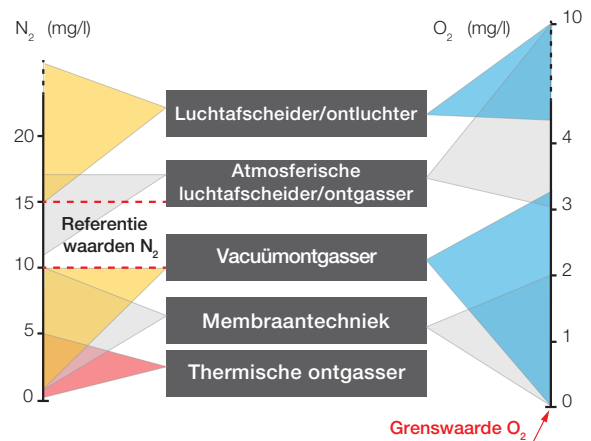 N₂ (mg/l)
O₂ (mg/l)
10
20
15
10
5
0
Luchtafscheider/ontluchter
Atmosferische
luchtafscheider/ontgasser
Referentie
waarden N₂
Vacuümontgasser
Membraantechniek
Thermische ontgasser
4
3
2
1
0
Grenswaarde O₂